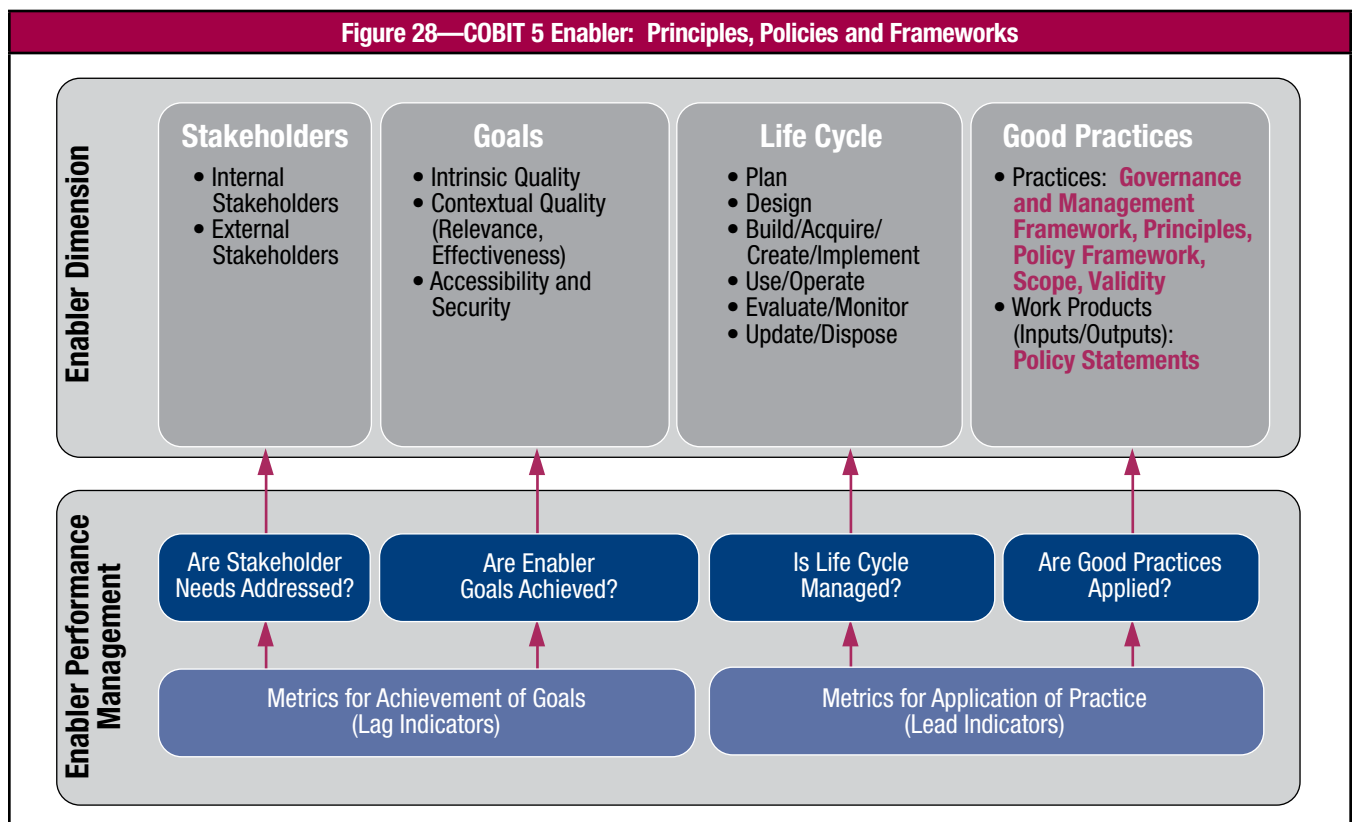 Figure 28—COBIT 5 Enabler: Principles, Policies and Frameworks
Enabler Dimension
Stakeholders
• Internal
Stakeholders
• External
Stakeholders
Goals
• Intrinsic Quality
• Contextual Quality
(Relevance,
Effectiveness)
• Accessibility and
Security
Life Cycle
• Plan
• Design
• Build/Acquire/
Create/Implement
• Use/Operate
• Evaluate/Monitor
• Update/Dispose
Good Practices
• Practices: Governance
and Management
Framework, Principles,
Policy Framework,
Scope, Validity
• Work Products
(Inputs/Outputs):
Policy Statements
Enabler Performance
Management
Are Stakeholder
Needs Addressed?
Are Enabler
Goals Achieved?
Is Life Cycle
Managed?
Are Good Practices
Applied?
Metrics for Achievement of Goals
(Lag Indicators)
Metrics for Application of Practice
(Lead Indicators)